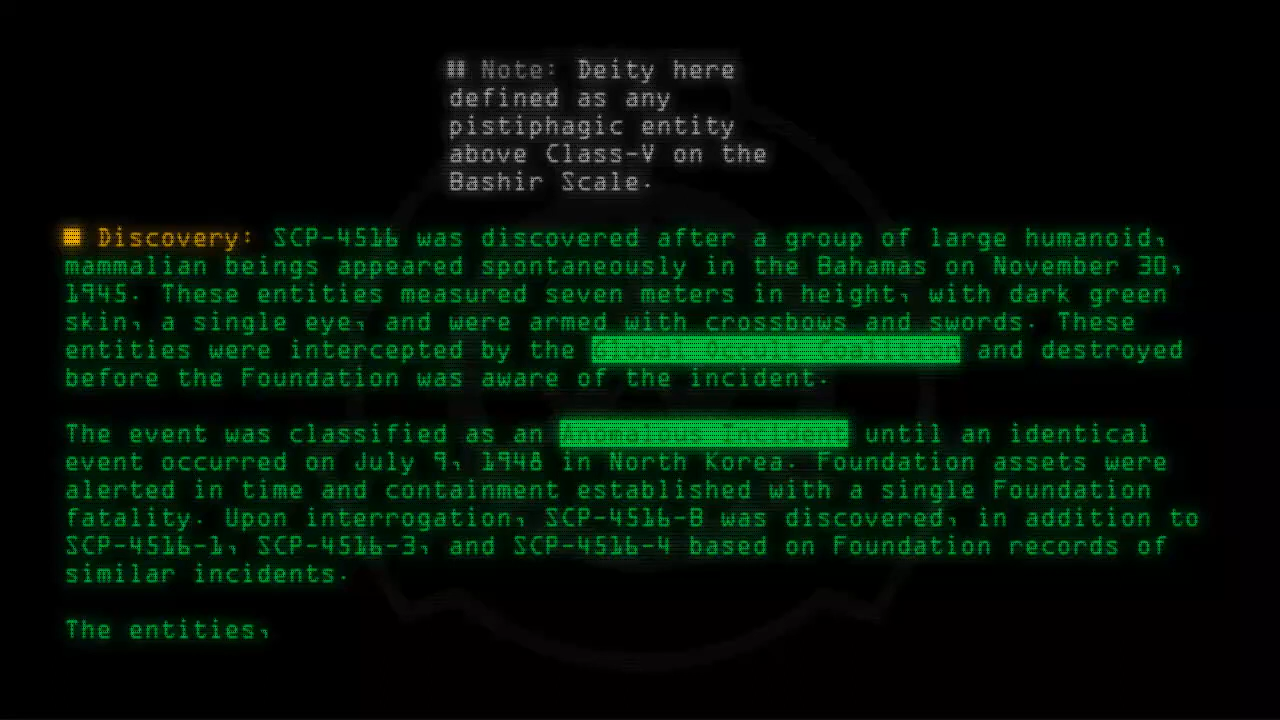 ## Note: Deity here
defined as any
pistiphagic entity
above Class-V on the
Bashir Scale.
■ Discovery: SCP-4516 was discovered after a group of large humanoid,
mammalian beings appeared spontaneously in the Bahamas on November 30,
1945. These entities measured seven meters in height, with dark green
skin, a single eye, and were armed with crossbows and swords. These
entities were intercepted by the Global Occult Coalition and destroyed
before the Foundation was aware of the incident.
The event was classified as an Anomalous Incident until an identical
event occurred on July 9, 1948 in North Korea. Foundation assets were
alerted in time and containment established with a single Foundation
fatality. Upon interrogation, SCP-4516-B was discovered, in addition to
SCP-4516-1, SCP-4516-3, and SCP-4516-4 based on Foundation records of
similar incidents.
The entities,